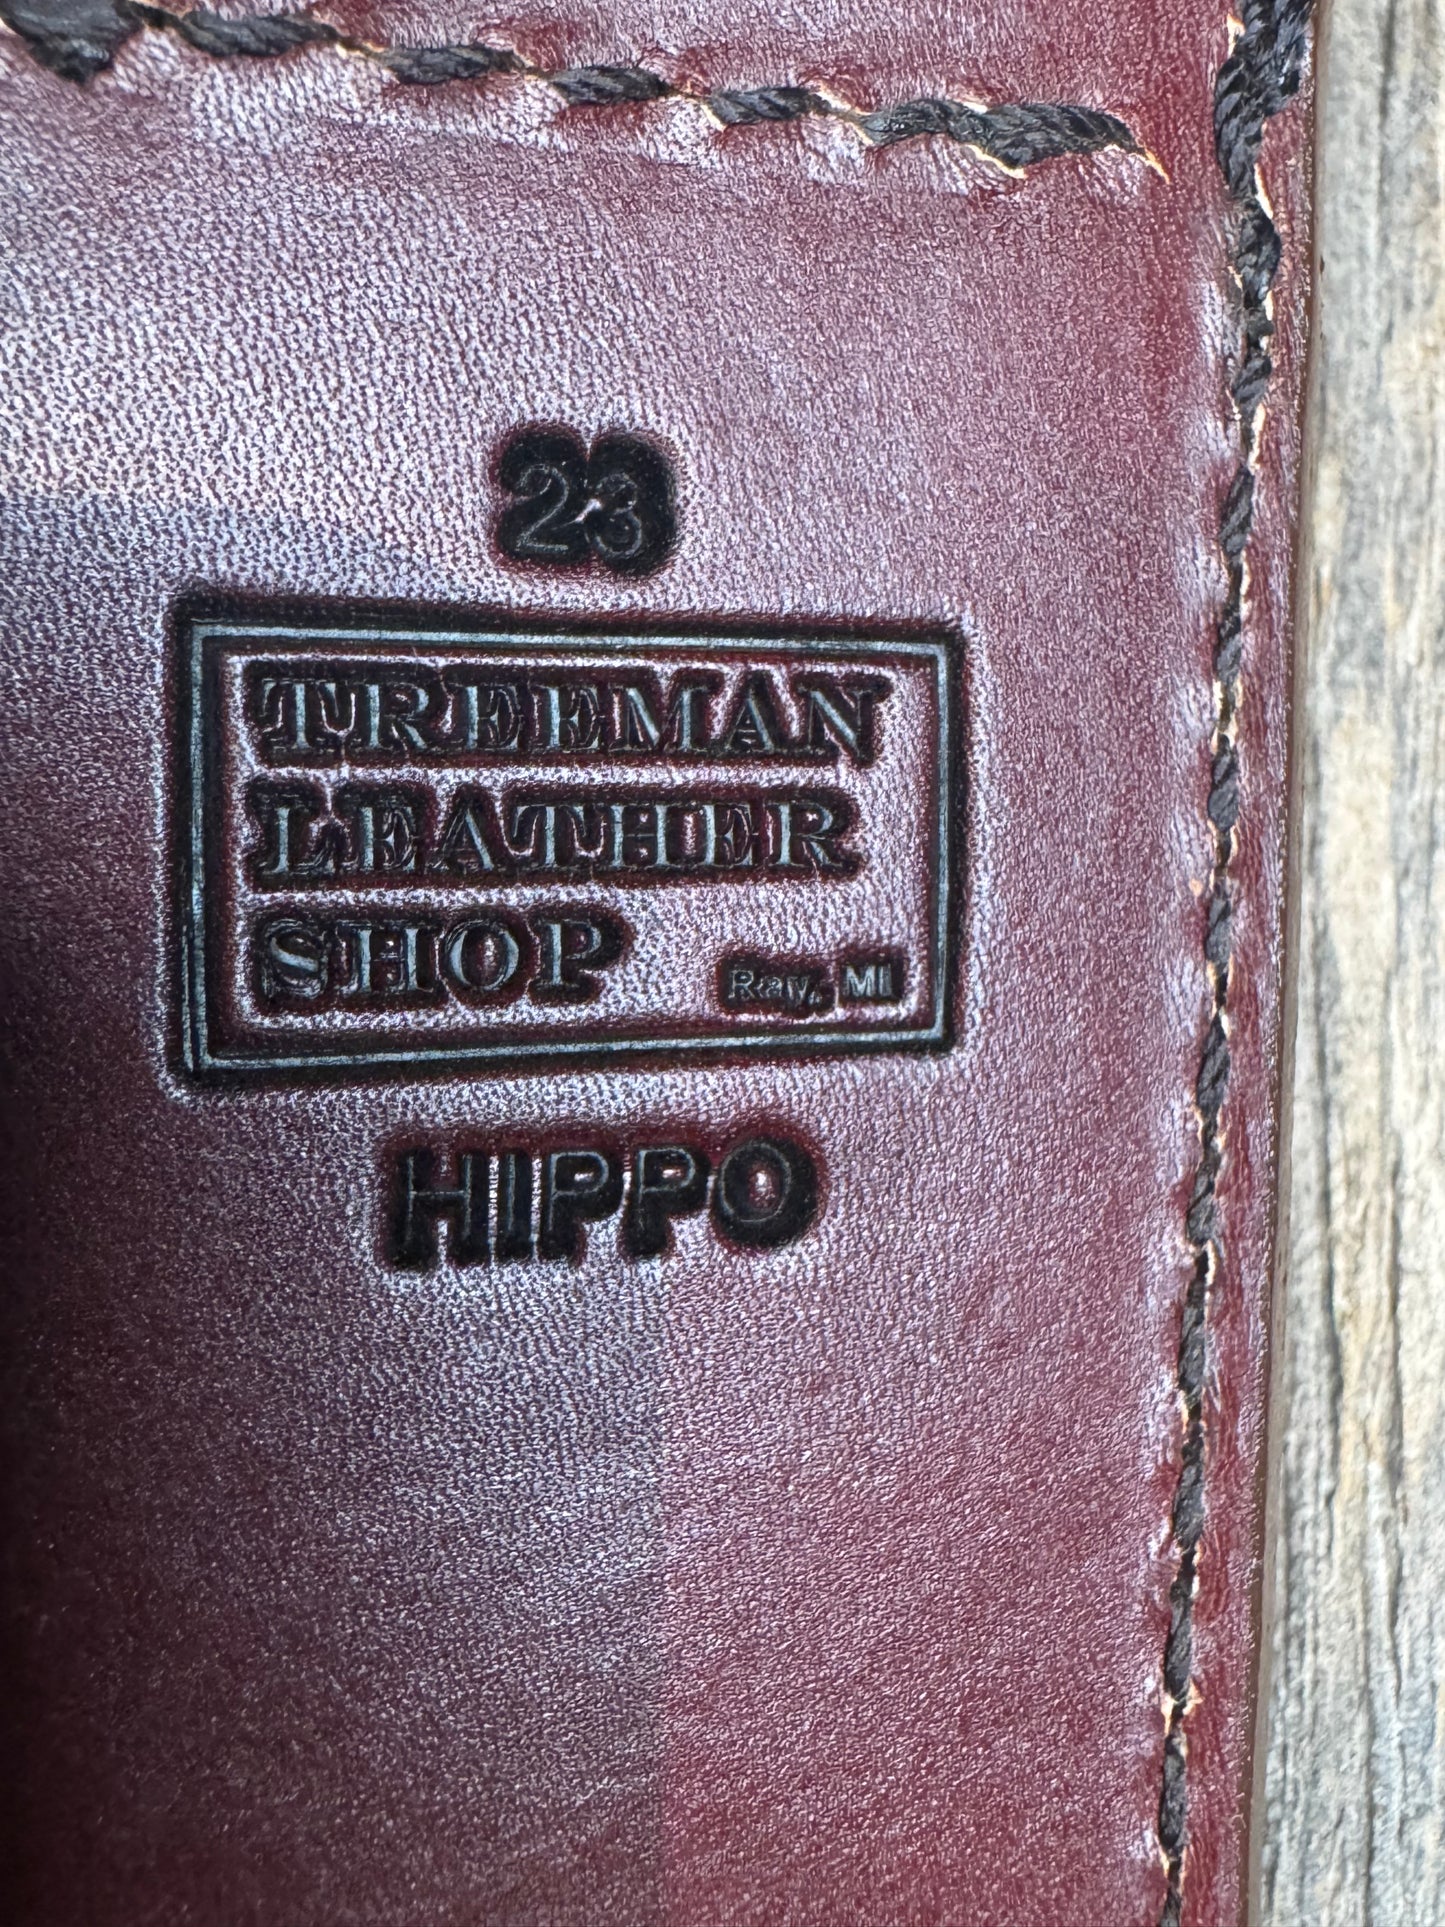 23
TREEMAN
LEATHER
SHOP Ray, MI
HIPPO